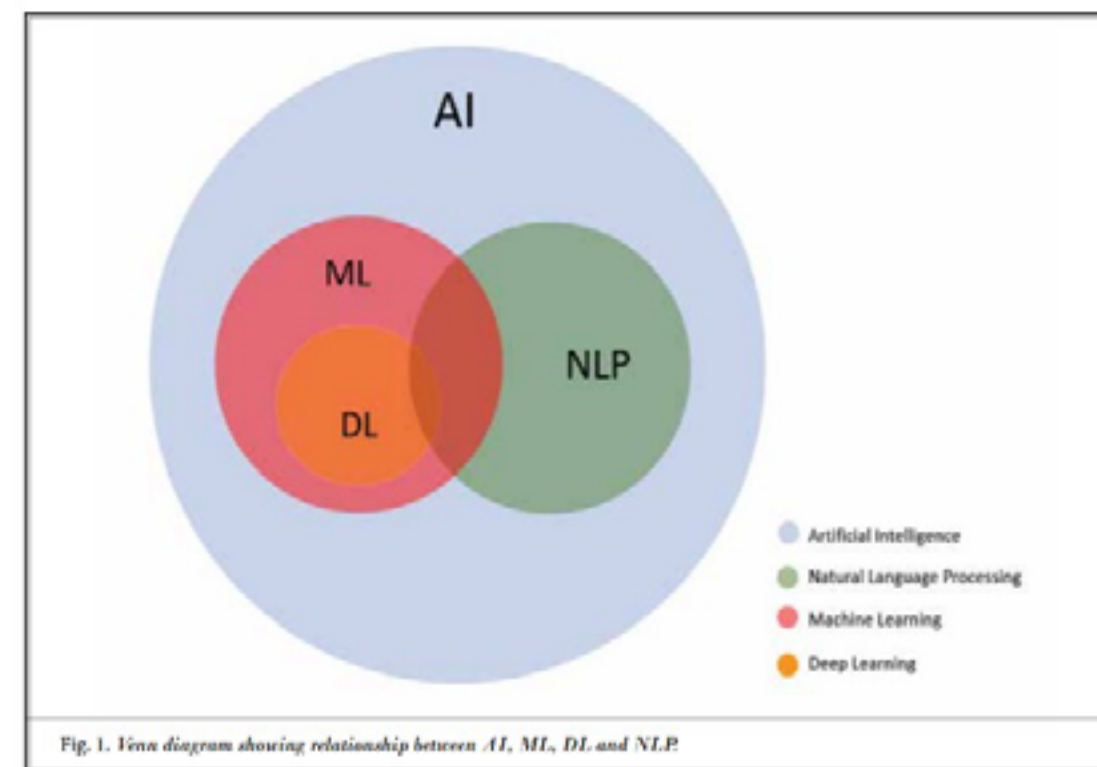 AI
ML
NLP
DL
Artificial Intelligence
Natural Language Processing
Machine Learning
Deep Learning
Fig. 1. Venn diagram showing relationship between AI, ML, DL and NLP.